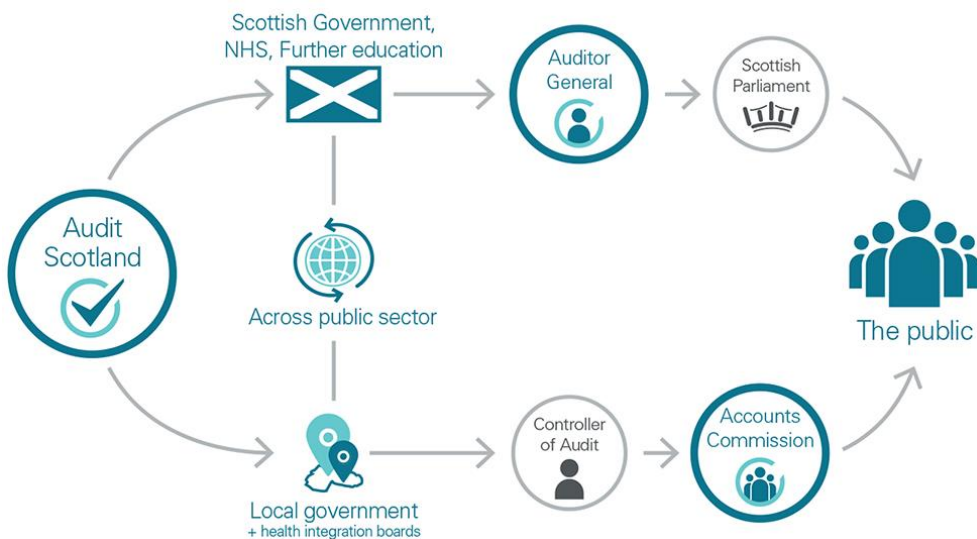 Scottish Government,
NHS, Further education
Auditor
General
Scottish
Parliament
Audit
Scotland
Across public sector
The public
Local government
+ health integration boards
Controller
of Audit
Accounts
Commission